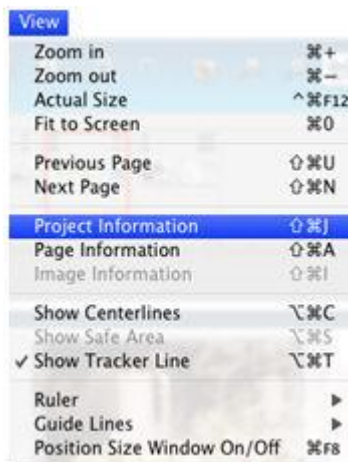 View
Zoom in ⌘+
Zoom out ⌘−
Actual Size ^⌘F12
Fit to Screen ⌘0
Previous Page ⇧⌘U
Next Page ⇧⌘N
Project Information ⇧⌘J
Page Information ⇧⌘A
Image Information ⇧⌘I
Show Centerlines ⌥⌘C
Show Safe Area ⌥⌘S
✓ Show Tracker Line ⌥⌘T
Ruler ▶
Guide Lines ▶
Position Size Window On/Off ⌘F8